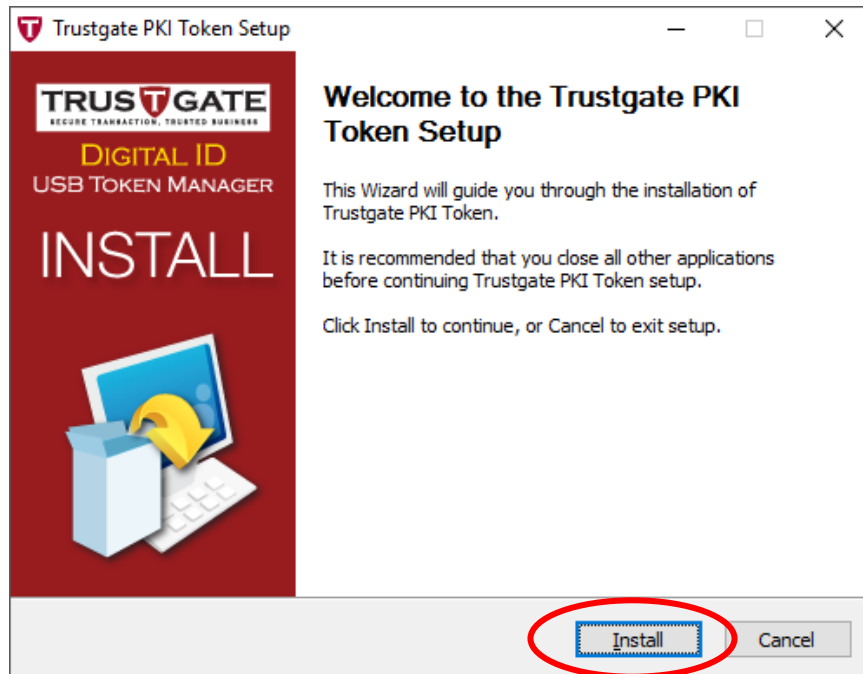 Trustgate PKI Token Setup
TRUSTGATE
SECURE TRANSACTION, TRUSTED BUSINESS
DIGITAL ID
USB TOKEN MANAGER
INSTALL
Welcome to the Trustgate PKI
Token Setup
This Wizard will guide you through the installation of
Trustgate PKI Token.
It is recommended that you close all other applications
before continuing Trustgate PKI Token setup.
Click Install to continue, or Cancel to exit setup.
Install
Cancel